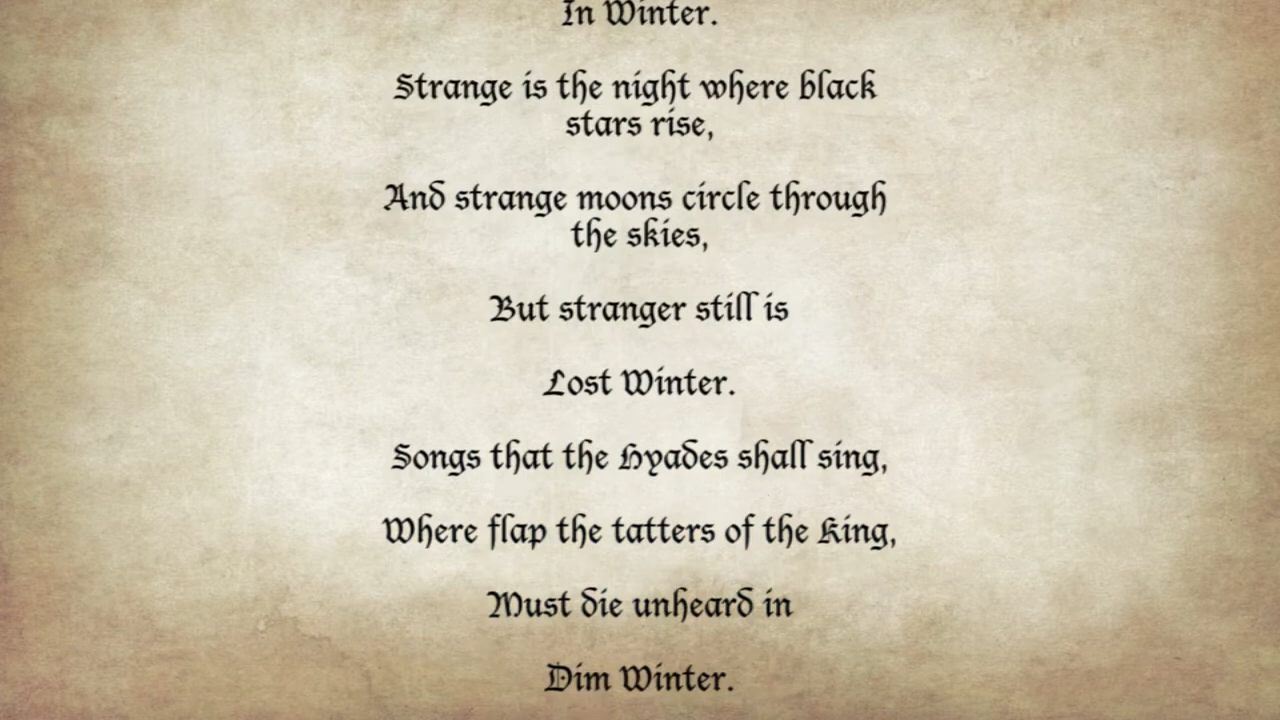 In Winter.
Strange is the night where black
stars rise,
And strange moons circle through
the skies,
But stranger still is
Lost Winter.
Songs that the Hyades shall sing,
Where flap the tatters of the King,
Must die unheard in
Dim Winter.